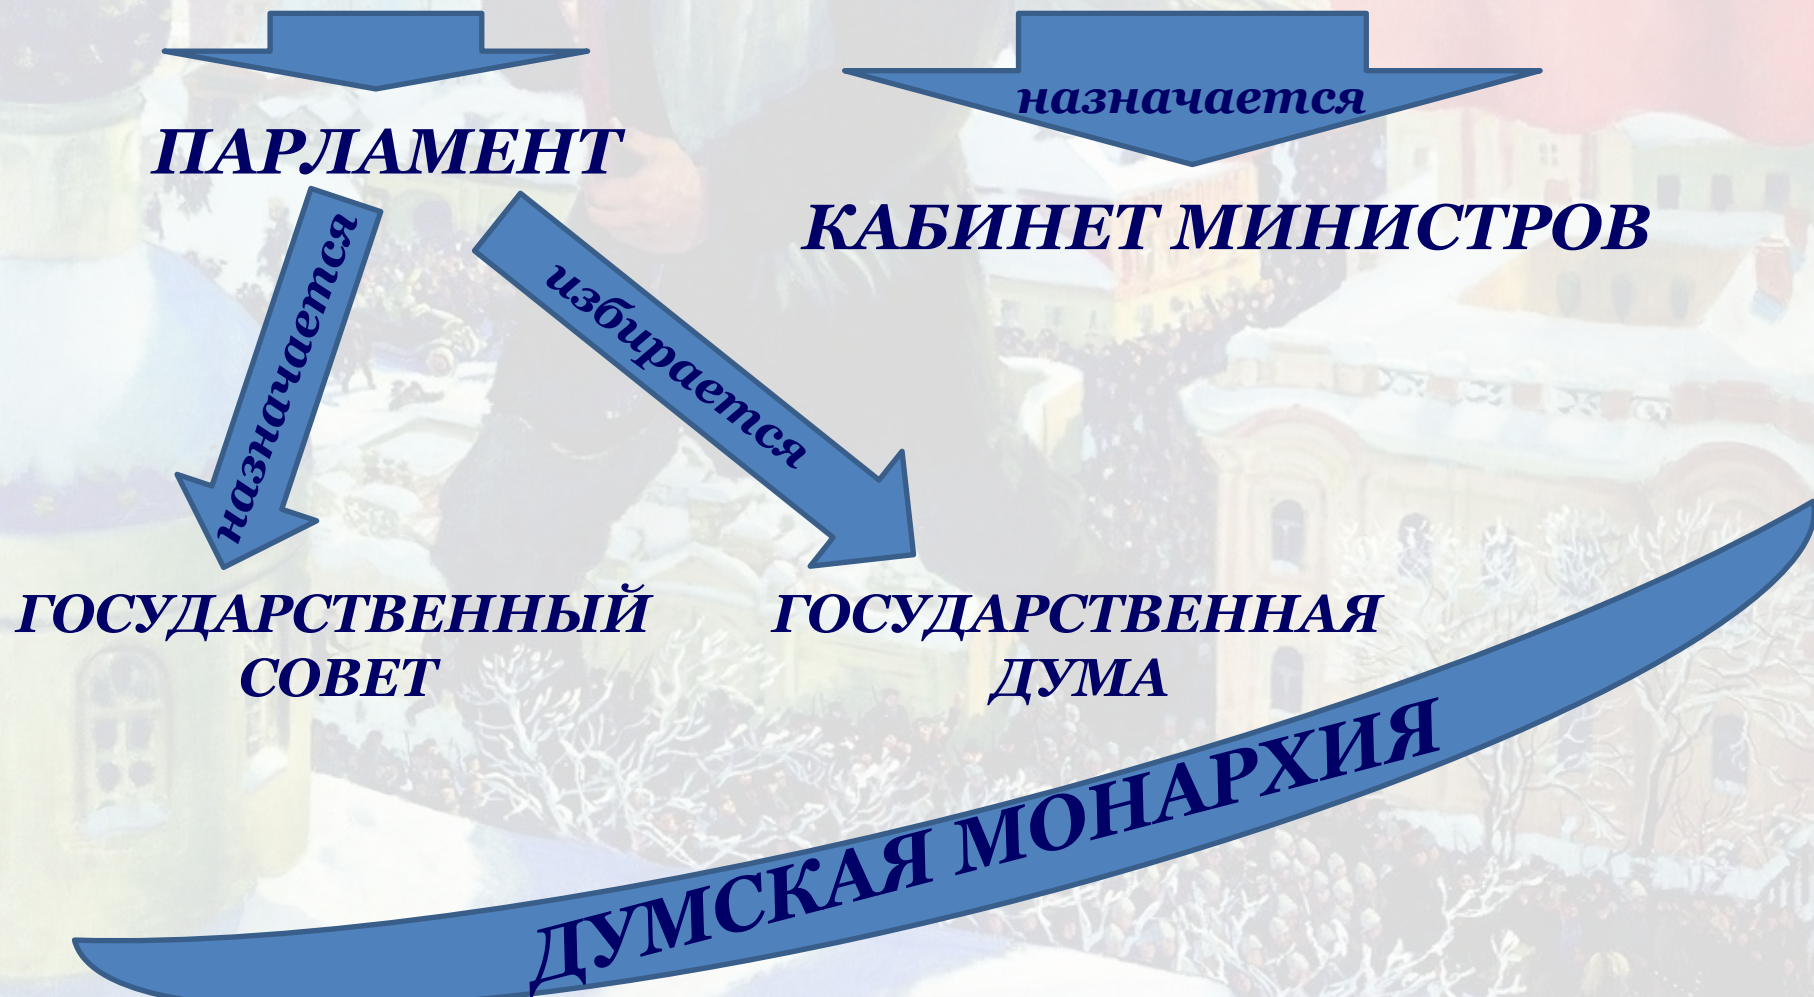 назначается
ПАРЛАМЕНТ
КАБИНЕТ МИНИСТРОВ
назначается
избирается
ГОСУДАРСТВЕННЫЙ
СОВЕТ
ГОСУДАРСТВЕННАЯ
ДУМА
ДУМСКАЯ МОНАРХИЯ